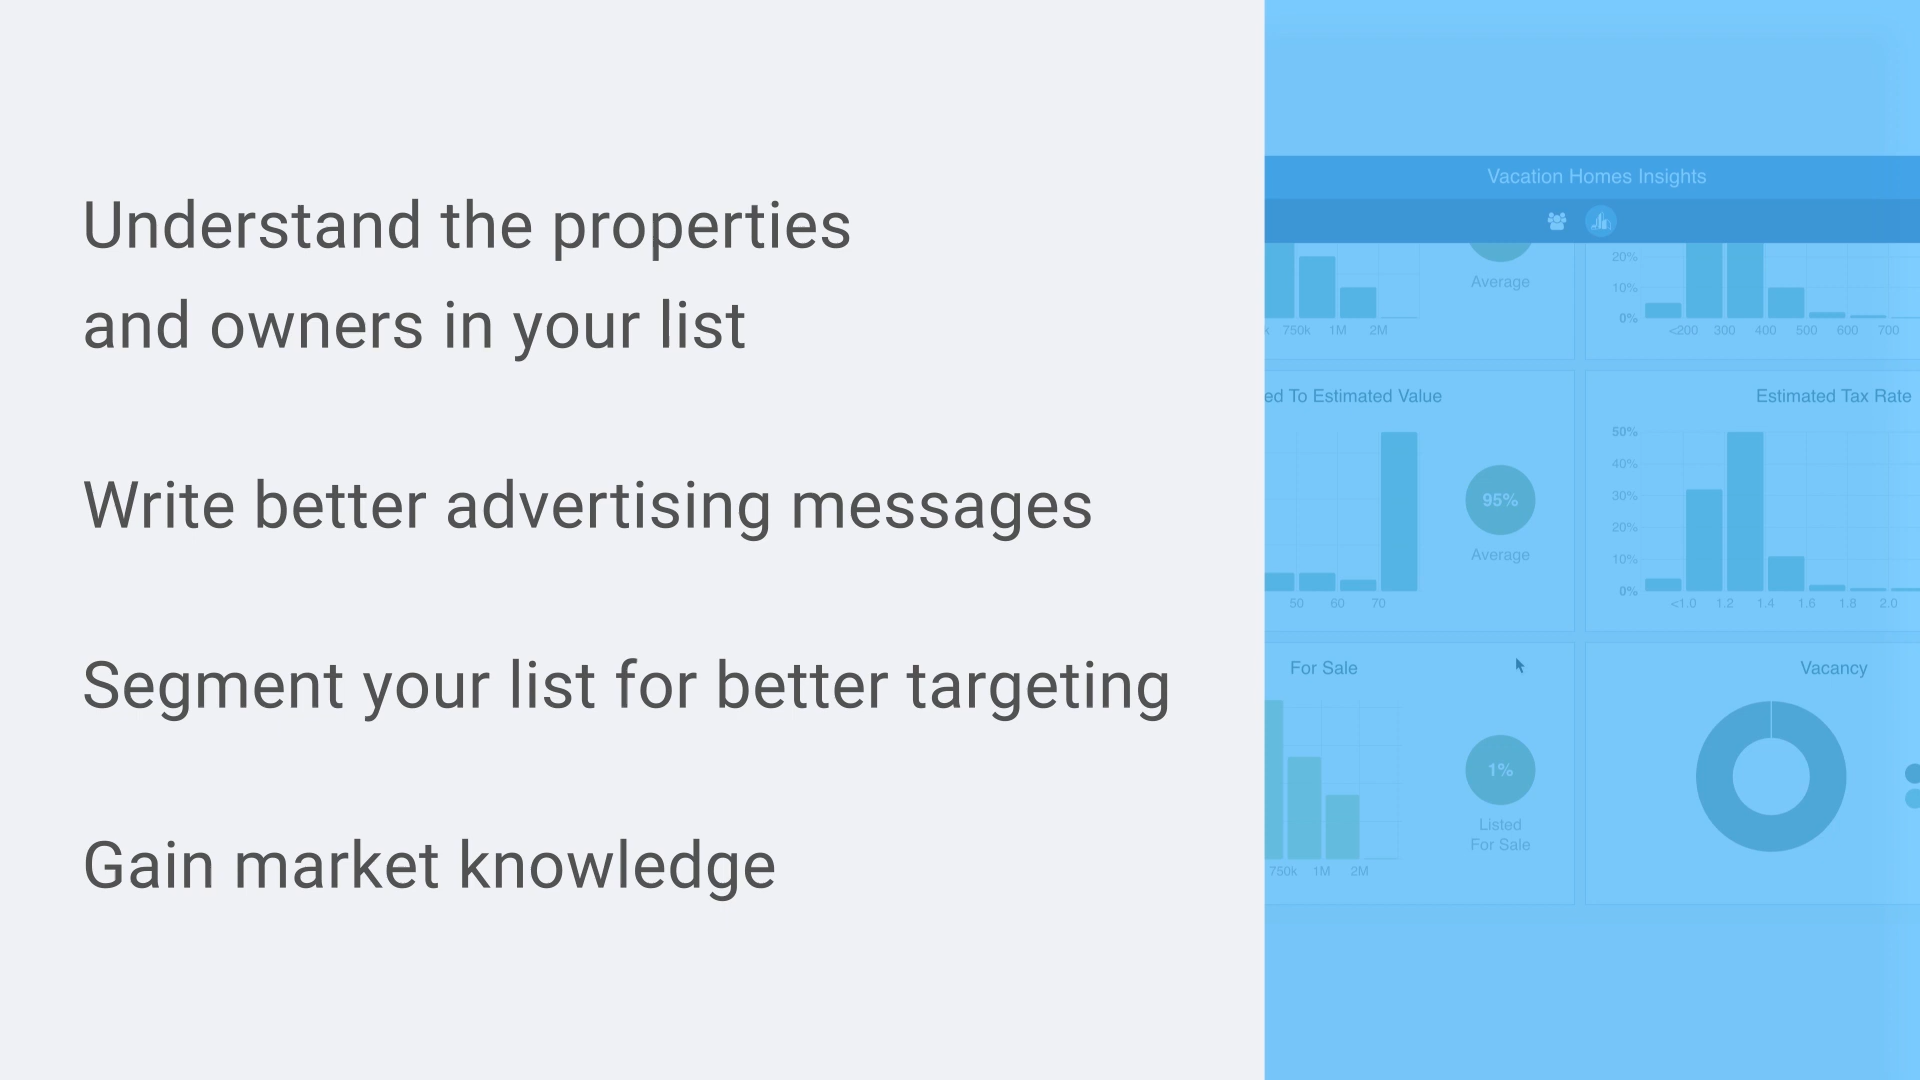 Understand the properties
and owners in your list
Write better advertising messages
Segment your list for better targeting
Gain market knowledge
Vacation Homes Insights
Average
750k 1M 2M
20%
10%
0%
<200 300 400 500 600 700
To Estimated Value
95%
Average
50 60 70
Estimated Tax Rate
50%
40%
30%
20%
10%
0%
<1.0 1.2 1.4 1.6 1.8 2.0
For Sale
1%
Listed
For Sale
750k 1M 2M
Vacancy